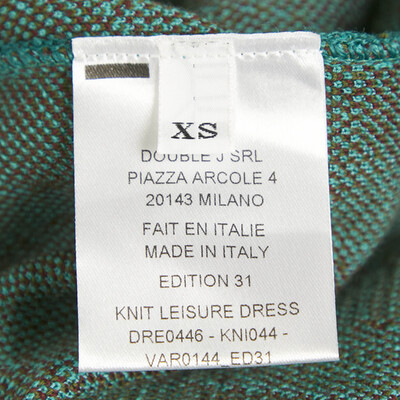 XS
DOUBLE J SRL
PIAZZA ARCOLE 4
20143 MILANO
FAIT EN ITALIE
MADE IN ITALY
EDITION 31
KNIT LEISURE DRESS
DRE0446 - KNI044 -
VAR0144_ED31